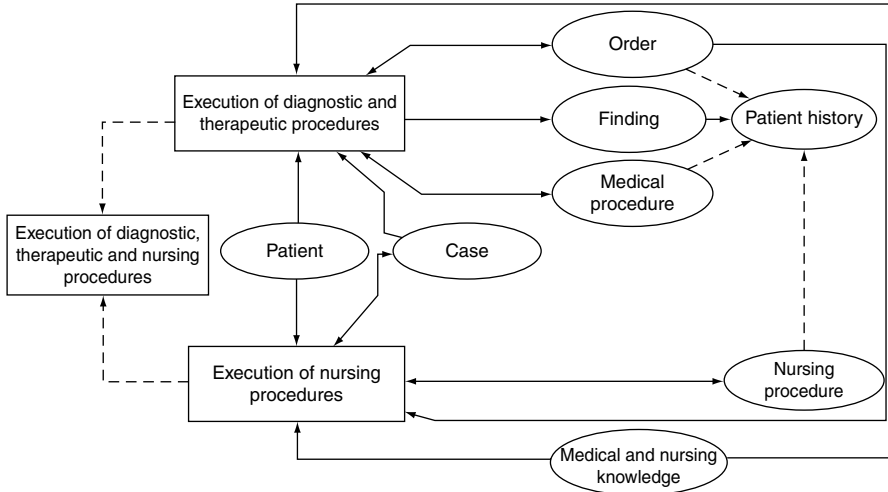 Order
Execution of diagnostic and
therapeutic procedures
Finding
Patient history
Medical
procedure
Execution of diagnostic,
therapeutic and nursing
procedures
Patient
Case
Execution of nursing
procedures
Nursing
procedure
Medical and nursing
knowledge